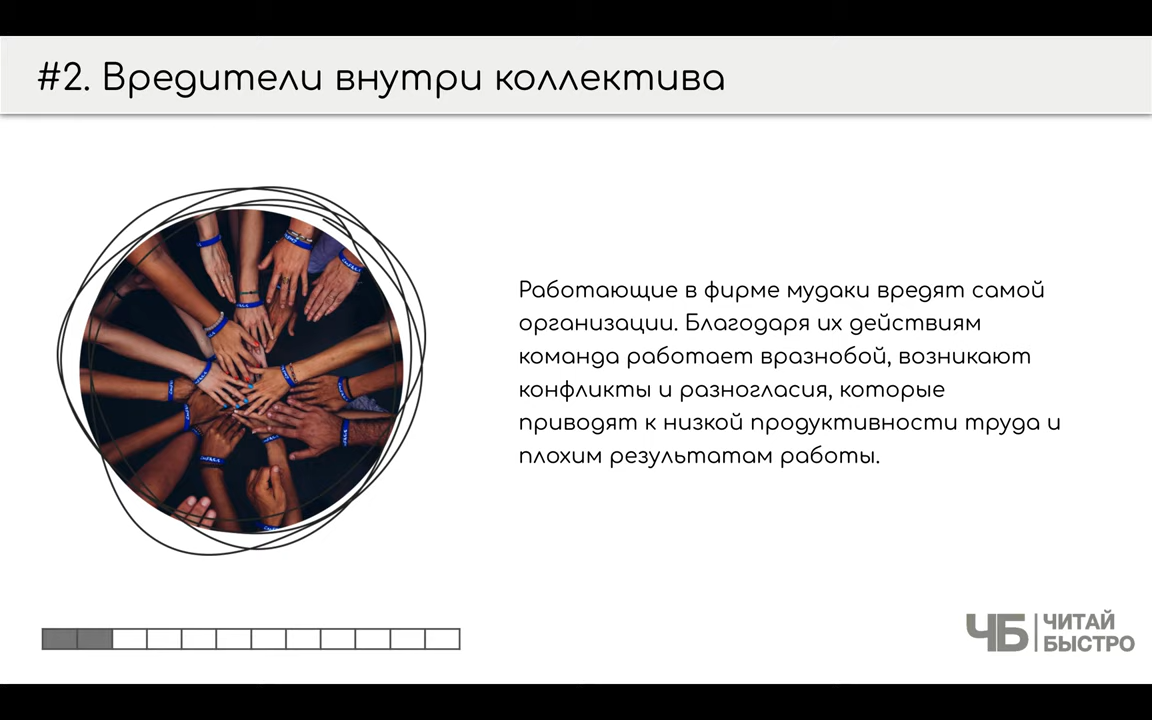 #2. Вредители внутри коллектива
Работающие в фирме мудаки вредят самой
организации. Благодаря их действиям
команда работает вразнобой, возникают
конфликты и разногласия, которые
приводят к низкой продуктивности труда и
плохим результатам работы.
ЧБ ЧИТАЙ
БЫСТРО